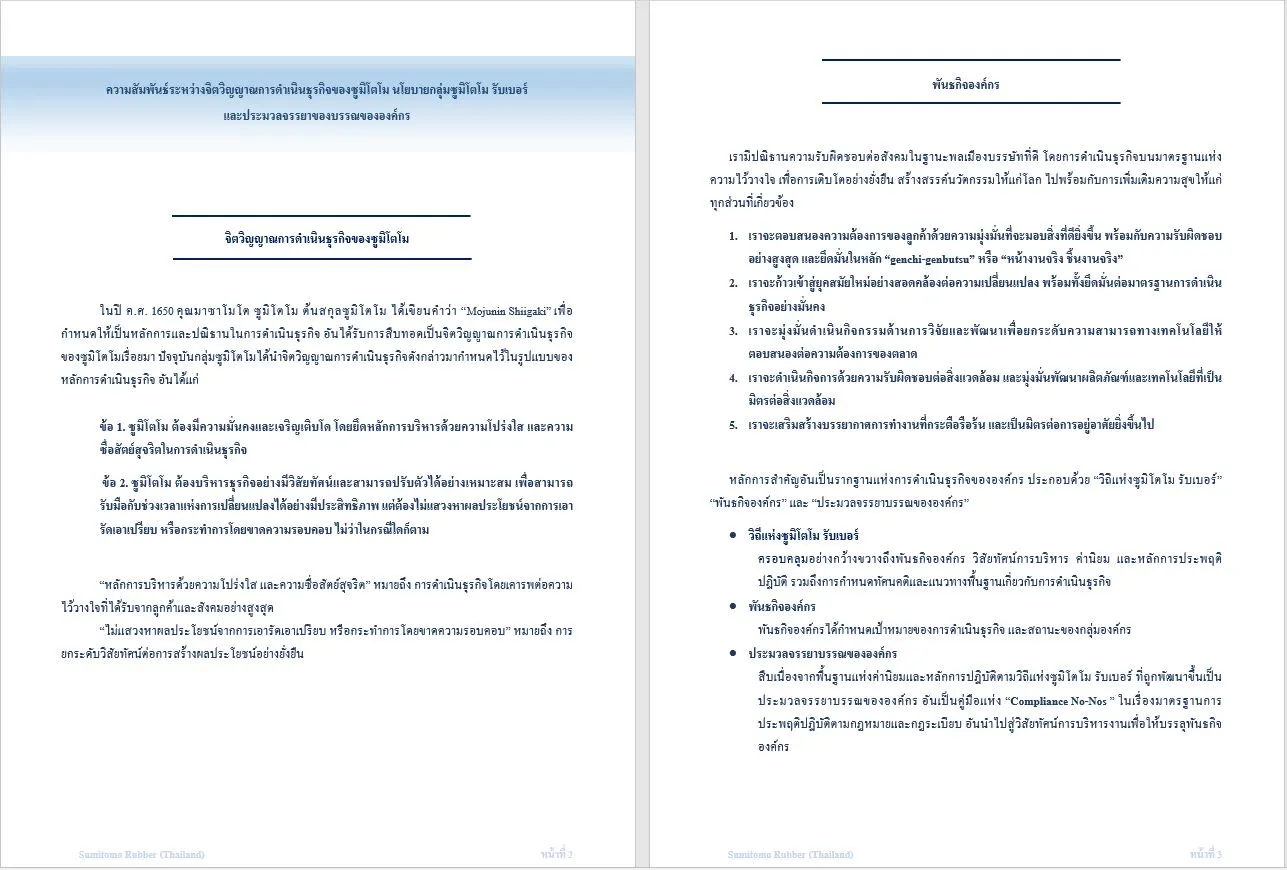 ความสัมพันธ์ระหว่างจิตวิญญาณการดำเนินธุรกิจของซูมิโตโม นโยบายกลุ่มซูมิโตโม รับเบอร์
และประมวลจรรยาของบรรณขององค์กร
จิตวิญญาณการดำเนินธุรกิจของซูมิโตโม
ในปี ค.ศ. 1650 คุณมาซาโมโต ซูมิโตโม ต้นสกุลซูมิโตโม ได้เขียนคำว่า “Mojunin Shiigaki” เพื่อ
กำหนดให้เป็นหลักการและปณิธานในการดำเนินธุรกิจ อันได้รับการสืบทอดเป็นจิตวิญญาณการดำเนินธุรกิจ
ของซูมิโตโมเรื่อยมา ปัจจุบันกลุ่มซูมิโตโมได้นำจิตวิญญาณการดำเนินธุรกิจดังกล่าวมากำหนดไว้ในรูปแบบของ
หลักการดำเนินธุรกิจ อันได้แก่
ข้อ 1. ซูมิโตโม ต้องมีความมั่นคงและเจริญเติบโต โดยยึดหลักการบริหารด้วยความโปร่งใส และความ
ซื่อสัตย์สุจริตในการดำเนินธุรกิจ
ข้อ 2. ซูมิโตโม ต้องบริหารธุรกิจอย่างมีวิสัยทัศน์และสามารถปรับตัวได้อย่างเหมาะสม เพื่อสามารถ
รับมือกับช่วงเวลาแห่งการเปลี่ยนแปลงได้อย่างมีประสิทธิภาพ แต่ต้องไม่แสวงหาผลประโยชน์จากการเอา
รัดเอาเปรียบ หรือกระทำการโดยขาดความรอบคอบ ไม่ว่าในกรณีใดก็ตาม
“หลักการบริหารด้วยความโปร่งใส และความซื่อสัตย์สุจริต” หมายถึง การดำเนินธุรกิจโดยเคารพต่อความ
ไว้วางใจที่ได้รับจากลูกค้าและสังคมอย่างสูงสุด
“ไม่แสวงหาผลประโยชน์จากการเอารัดเอาเปรียบ หรือกระทำการโดยขาดความรอบคอบ” หมายถึง การ
ยกระดับวิสัยทัศน์ต่อการสร้างผลประโยชน์อย่างยั่งยืน
Sumitomo Rubber (Thailand) หน้าที่ 2
พันธกิจองค์กร
เรามีปณิธานความรับผิดชอบต่อสังคมในฐานะพลเมืองบรรษัทที่ดี โดยการดำเนินธุรกิจบนมาตรฐานแห่ง
ความไว้วางใจ เพื่อการเติบโตอย่างยั่งยืน สร้างสรรค์นวัตกรรมให้แก่โลก ไปพร้อมกับการเพิ่มเติมความสุขให้แก่
ทุกส่วนที่เกี่ยวข้อง
1. เราจะตอบสนองความต้องการของลูกค้าด้วยความมุ่งมั่นที่จะมอบสิ่งที่ดียิ่งขึ้น พร้อมกับความรับผิดชอบ
อย่างสูงสุด และยึดมั่นในหลัก “genchi-genbutsu” หรือ “หน้างานจริง ชิ้นงานจริง”
2. เราจะก้าวเข้าสู่ยุคสมัยใหม่อย่างสอดคล้องต่อความเปลี่ยนแปลง พร้อมทั้งยึดมั่นต่อมาตรฐานการดำเนิน
ธุรกิจอย่างมั่นคง
3. เราจะมุ่งมั่นดำเนินกิจกรรมด้านการวิจัยและพัฒนาเพื่อยกระดับความสามารถทางเทคโนโลยีให้
ตอบสนองต่อความต้องการของตลาด
4. เราจะดำเนินกิจการด้วยความรับผิดชอบต่อสิ่งแวดล้อม และมุ่งมั่นพัฒนาผลิตภัณฑ์และเทคโนโลยีที่เป็น
มิตรต่อสิ่งแวดล้อม
5. เราจะเสริมสร้างบรรยากาศการทำงานที่กระตือรือร้น และเป็นมิตรต่อการอยู่อาศัยยิ่งขึ้นไป
หลักการสำคัญอันเป็นรากฐานแห่งการดำเนินธุรกิจขององค์กร ประกอบด้วย “วิถีแห่งซูมิโตโม รับเบอร์”
“พันธกิจองค์กร” และ “ประมวลจรรยาบรรณขององค์กร”
● วิถีแห่งซูมิโตโม รับเบอร์
ครอบคลุมอย่างกว้างขวางถึงพันธกิจองค์กร วิสัยทัศน์การบริหาร ค่านิยม และหลักการประพฤติ
ปฏิบัติ รวมถึงการกำหนดทัศนคติและแนวทางพื้นฐานเกี่ยวกับการดำเนินธุรกิจ
● พันธกิจองค์กร
พันธกิจองค์กรได้กำหนดเป้าหมายของการดำเนินธุรกิจ และสถานะของกลุ่มองค์กร
● ประมวลจรรยาบรรณขององค์กร
สืบเนื่องจากพื้นฐานแห่งค่านิยมและหลักการปฏิบัติตามวิถีแห่งซูมิโตโม รับเบอร์ ที่ถูกพัฒนาขึ้นเป็น
ประมวลจรรยาบรรณขององค์กร อันเป็นคู่มือแห่ง “Compliance No-Nos ” ในเรื่องมาตรฐานการ
ประพฤติปฏิบัติตามกฎหมายและกฎระเบียบ อันนำไปสู่วิสัยทัศน์การบริหารงานเพื่อให้บรรลุพันธกิจ
องค์กร
Sumitomo Rubber (Thailand) หน้าที่ 3